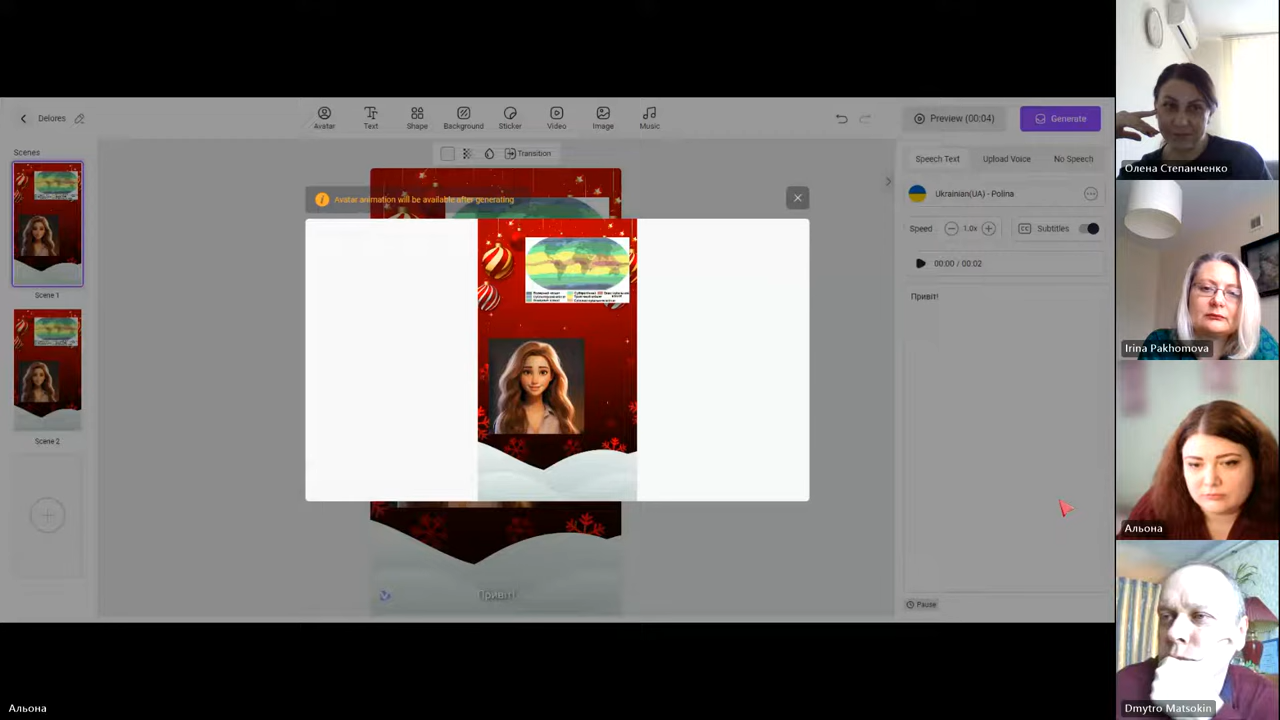 Delores
Avatar
Text
Shape
Background
Sticker
Video
Image
Music
Preview (00:04)
Generate
Scenes
Transition
Speech Text
Upload Voice
No Speech
Avatar animation will be available after generating
Ukrainian(UA) - Polina
Speed
1.0x
CC
Subtitles
00:00 / 00:02
Привіт!
Scene 1
Scene 2
Привіт!
Pause
Олена Степанченко
Irina Pakhomova
Альона
Dmytro Matsokin
Альона